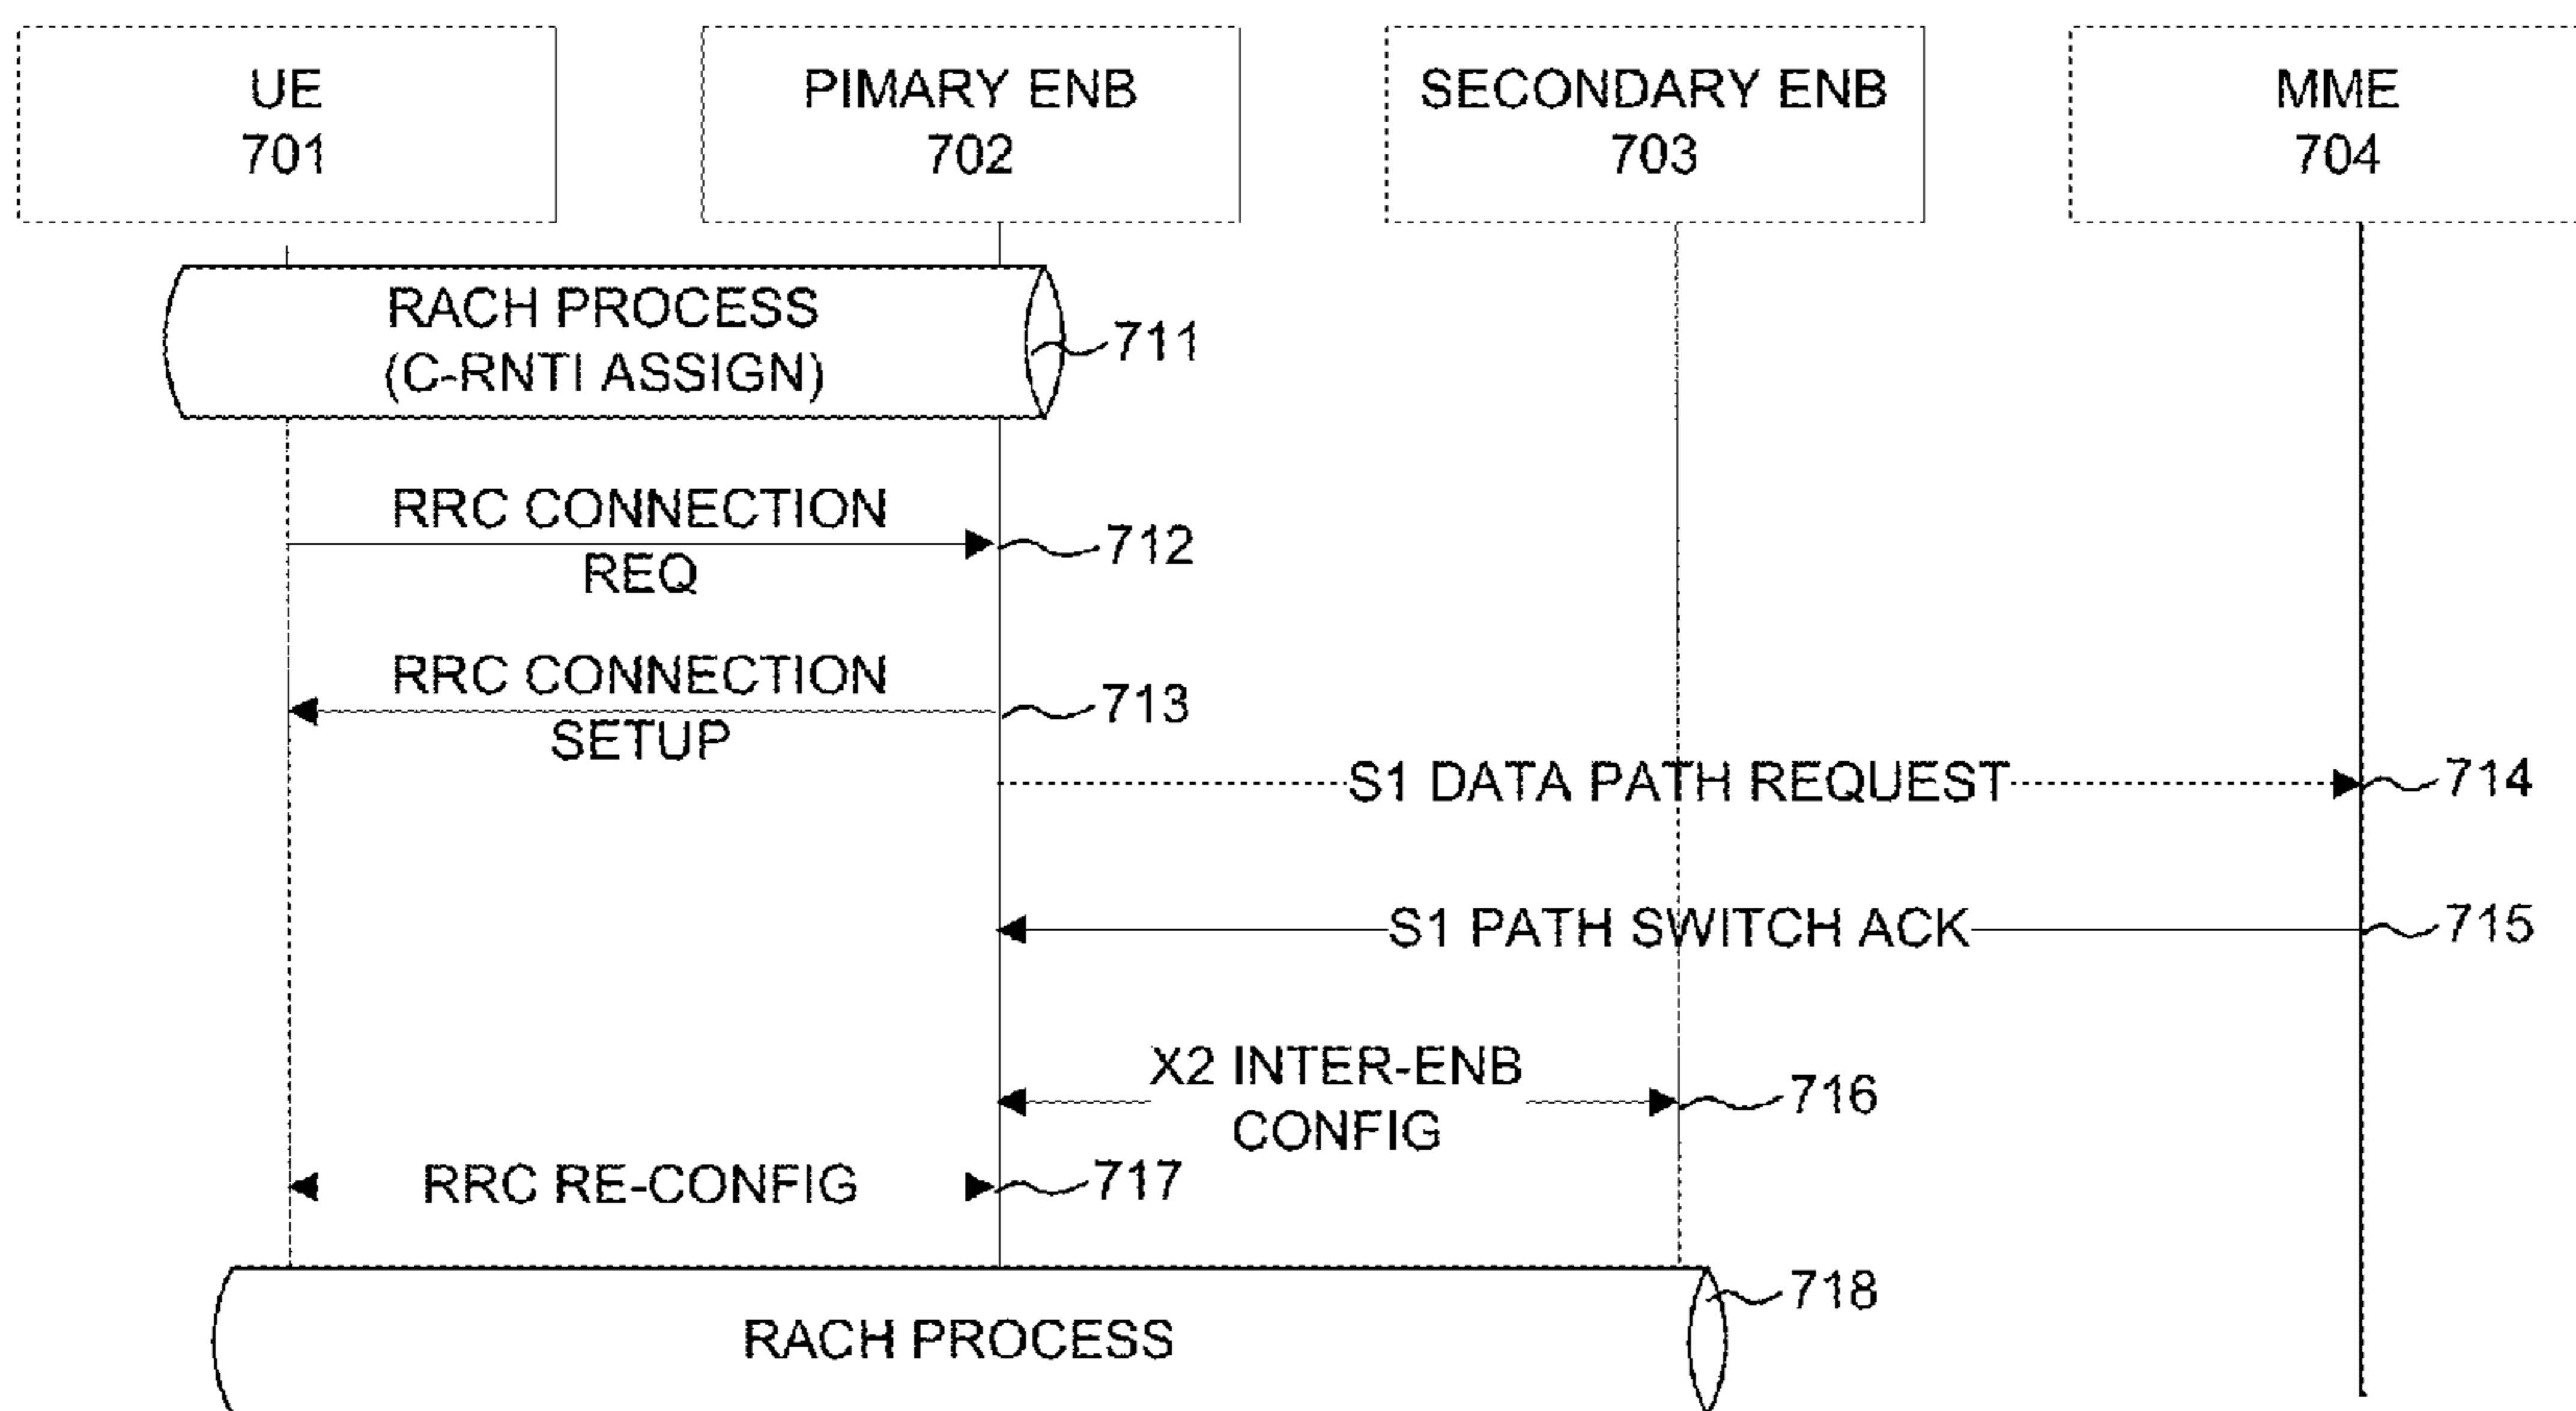 UE
701
PIMARY ENB
702
SECONDARY ENB
703
MME
704
RACH PROCESS
(C-RNTI ASSIGN)
711
RRC CONNECTION
REQ
712
RRC CONNECTION
SETUP
713
S1 DATA PATH REQUEST
714
S1 PATH SWITCH ACK
715
X2 INTER-ENB
CONFIG
716
RRC RE-CONFIG
717
RACH PROCESS
718